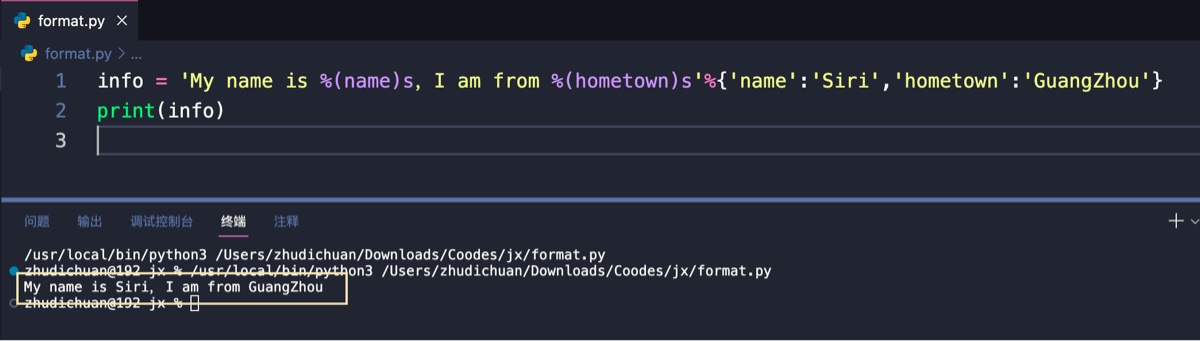 format.py ×
format.py > ...
1 info = 'My name is %(name)s, I am from %(hometown)s'%{'name':'Siri','hometown':'GuangZhou'}
2 print(info)
3
问题 输出 调试控制台 终端 注释
/usr/local/bin/python3 /Users/zhudichuan/Downloads/Coodes/jx/format.py
zhudichuan@192 jx % /usr/local/bin/python3 /Users/zhudichuan/Downloads/Coodes/jx/format.py
My name is Siri, I am from GuangZhou
zhudichuan@192 jx %